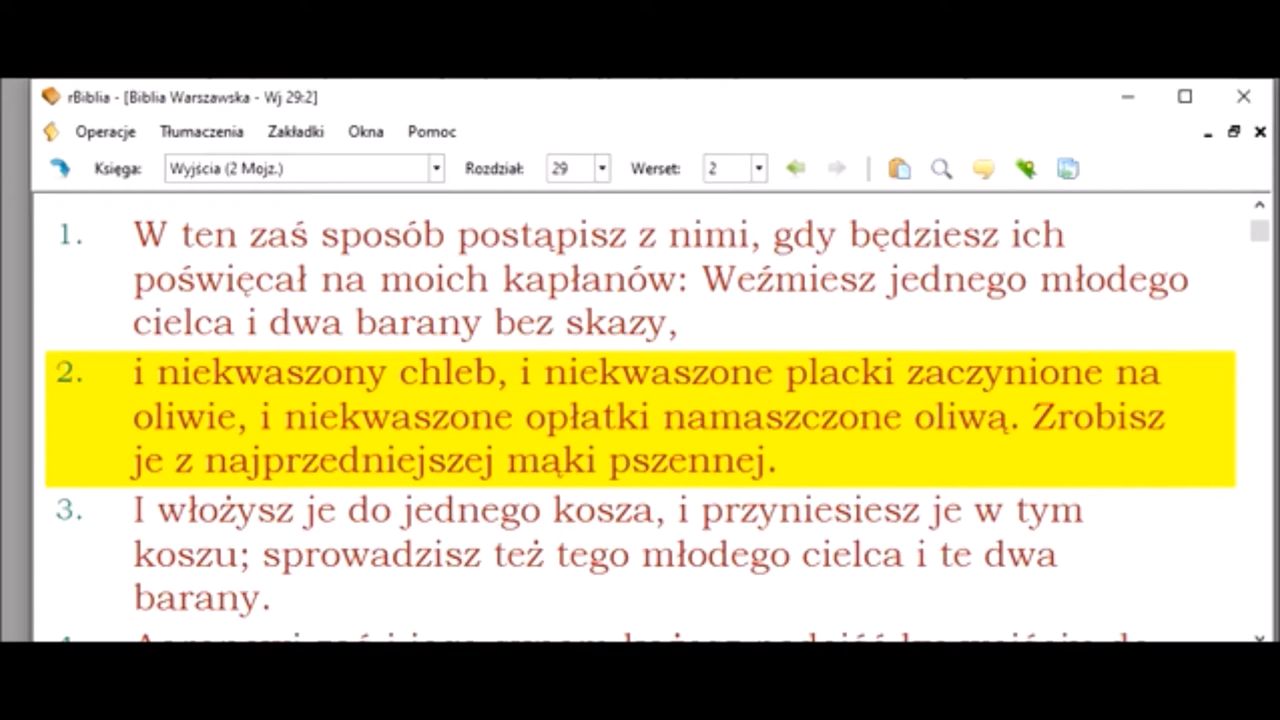 rBiblia - [Biblia Warszawska - Wj 29:2]
Operacje Tłumaczenia Zakładki Okna Pomoc
Księga: Wyjścia (2 Mojż.) Rozdział: 29 Werset: 2
1. W ten zaś sposób postąpisz z nimi, gdy będziesz ich
poświęcał na moich kapłanów: Weźmiesz jednego młodego
cielca i dwa barany bez skazy,
2. i niekwaszony chleb, i niekwaszone placki zaczynione na
oliwie, i niekwaszone opłatki namaszczone oliwą. Zrobisz
je z najprzedniejszej mąki pszennej.
3. I włożysz je do jednego kosza, i przyniesiesz je w tym
koszu; sprowadzisz też tego młodego cielca i te dwa
barany.